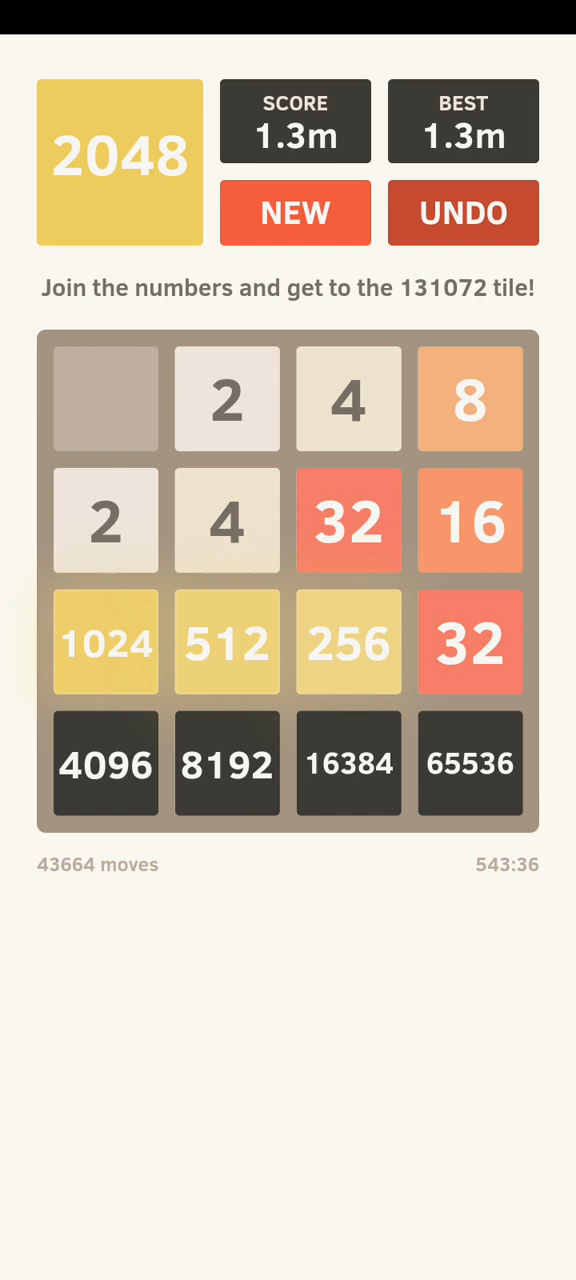 2048
SCORE
1.3m
BEST
1.3m
NEW
UNDO
Join the numbers and get to the 131072 tile!
2 4 8
2 4 32 16
1024 512 256 32
4096 8192 16384 65536
43664 moves 543:36